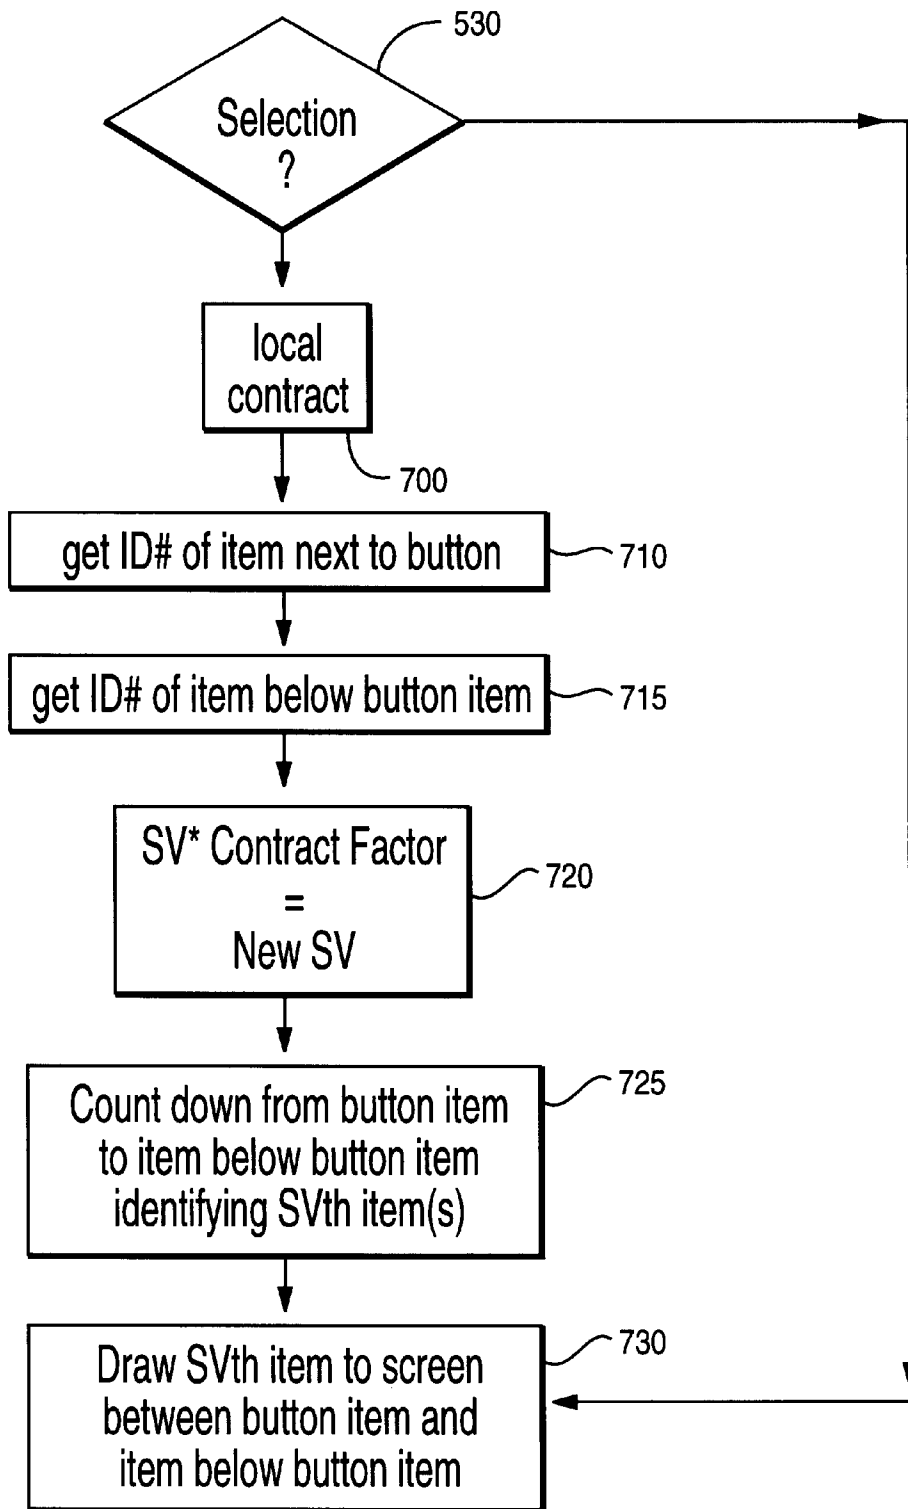 530
Selection
?
local
contract
700
get ID# of item next to button
710
get ID# of item below button item
715
SV* Contract Factor
=
New SV
720
725
Count down from button item
to item below button item
identifying SVth item(s)
730
Draw SVth item to screen
between button item and
item below button item